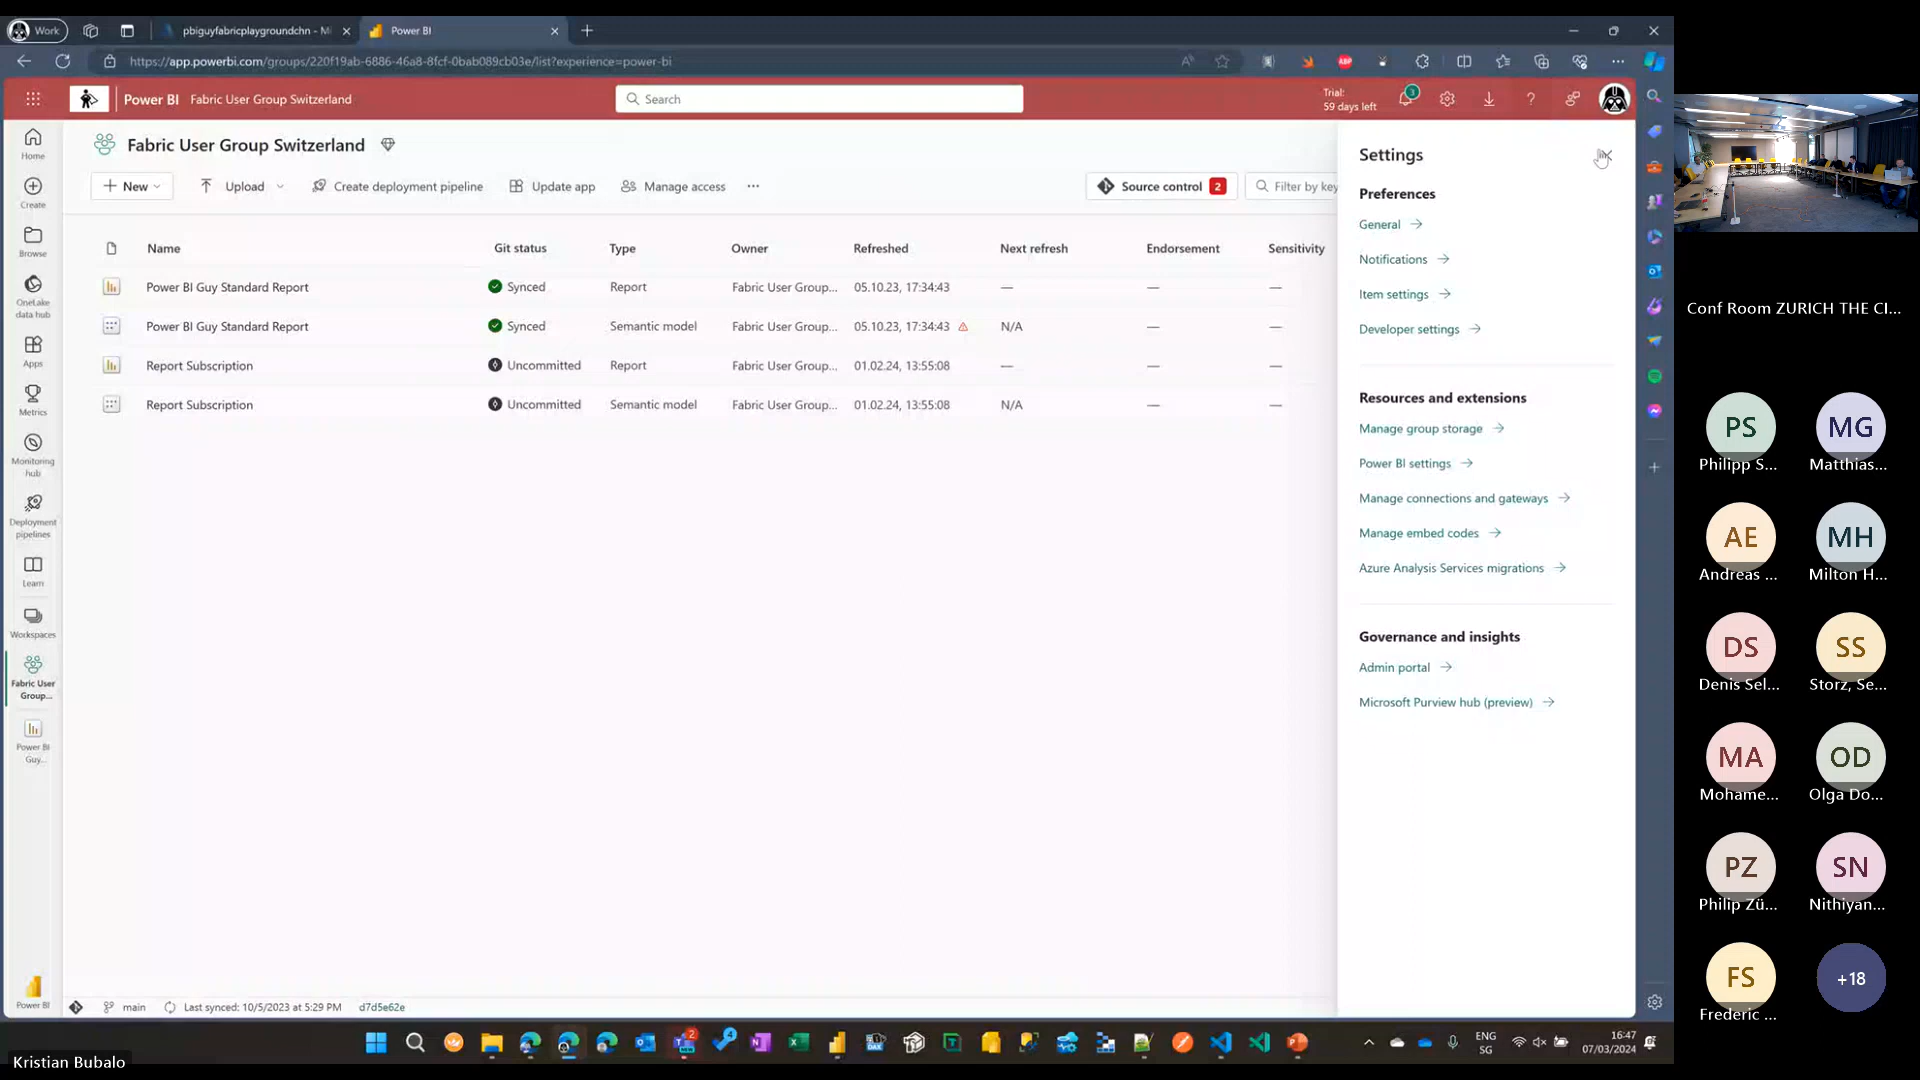 Work
pbiguyfabricplaygroundchn - Mi
Power BI
https://app.powerbi.com/groups/220f19ab-6886-46a8-8fcf-0bab089cb03e/list?experience=power-bi
Power BI Fabric User Group Switzerland
Search
Trial:
59 days left
3
Home
Create
Browse
OneLake
data hub
Apps
Metrics
Monitoring
hub
Deployment
pipelines
Learn
Workspaces
Fabric User
Group...
Power BI
Guy...
Power BI
Fabric User Group Switzerland
New
Upload
Create deployment pipeline
Update app
Manage access
Source control 2
Filter by key
Name Git status Type Owner Refreshed Next refresh Endorsement Sensitivity
Power BI Guy Standard Report Synced Report Fabric User Group... 05.10.23, 17:34:43 — — —
Power BI Guy Standard Report Synced Semantic model Fabric User Group... 05.10.23, 17:34:43 N/A — —
Report Subscription Uncommitted Report Fabric User Group... 01.02.24, 13:55:08 — — —
Report Subscription Uncommitted Semantic model Fabric User Group... 01.02.24, 13:55:08 N/A — —
Settings
Preferences
General
Notifications
Item settings
Developer settings
Resources and extensions
Manage group storage
Power BI settings
Manage connections and gateways
Manage embed codes
Azure Analysis Services migrations
Governance and insights
Admin portal
Microsoft Purview hub (preview)
main
Last synced: 10/5/2023 at 5:29 PM
d7d5e62e
ENG
SG
16:47
07/03/2024
Kristian Bubalo
Conf Room ZURICH THE CI...
PS
Philipp S...
MG
Matthias...
AE
Andreas ...
MH
Milton H...
DS
Denis Sel...
SS
Storz, Se...
MA
Mohame...
OD
Olga Do...
PZ
Philip Zü...
SN
Nithiyan...
FS
Frederic ...
+18